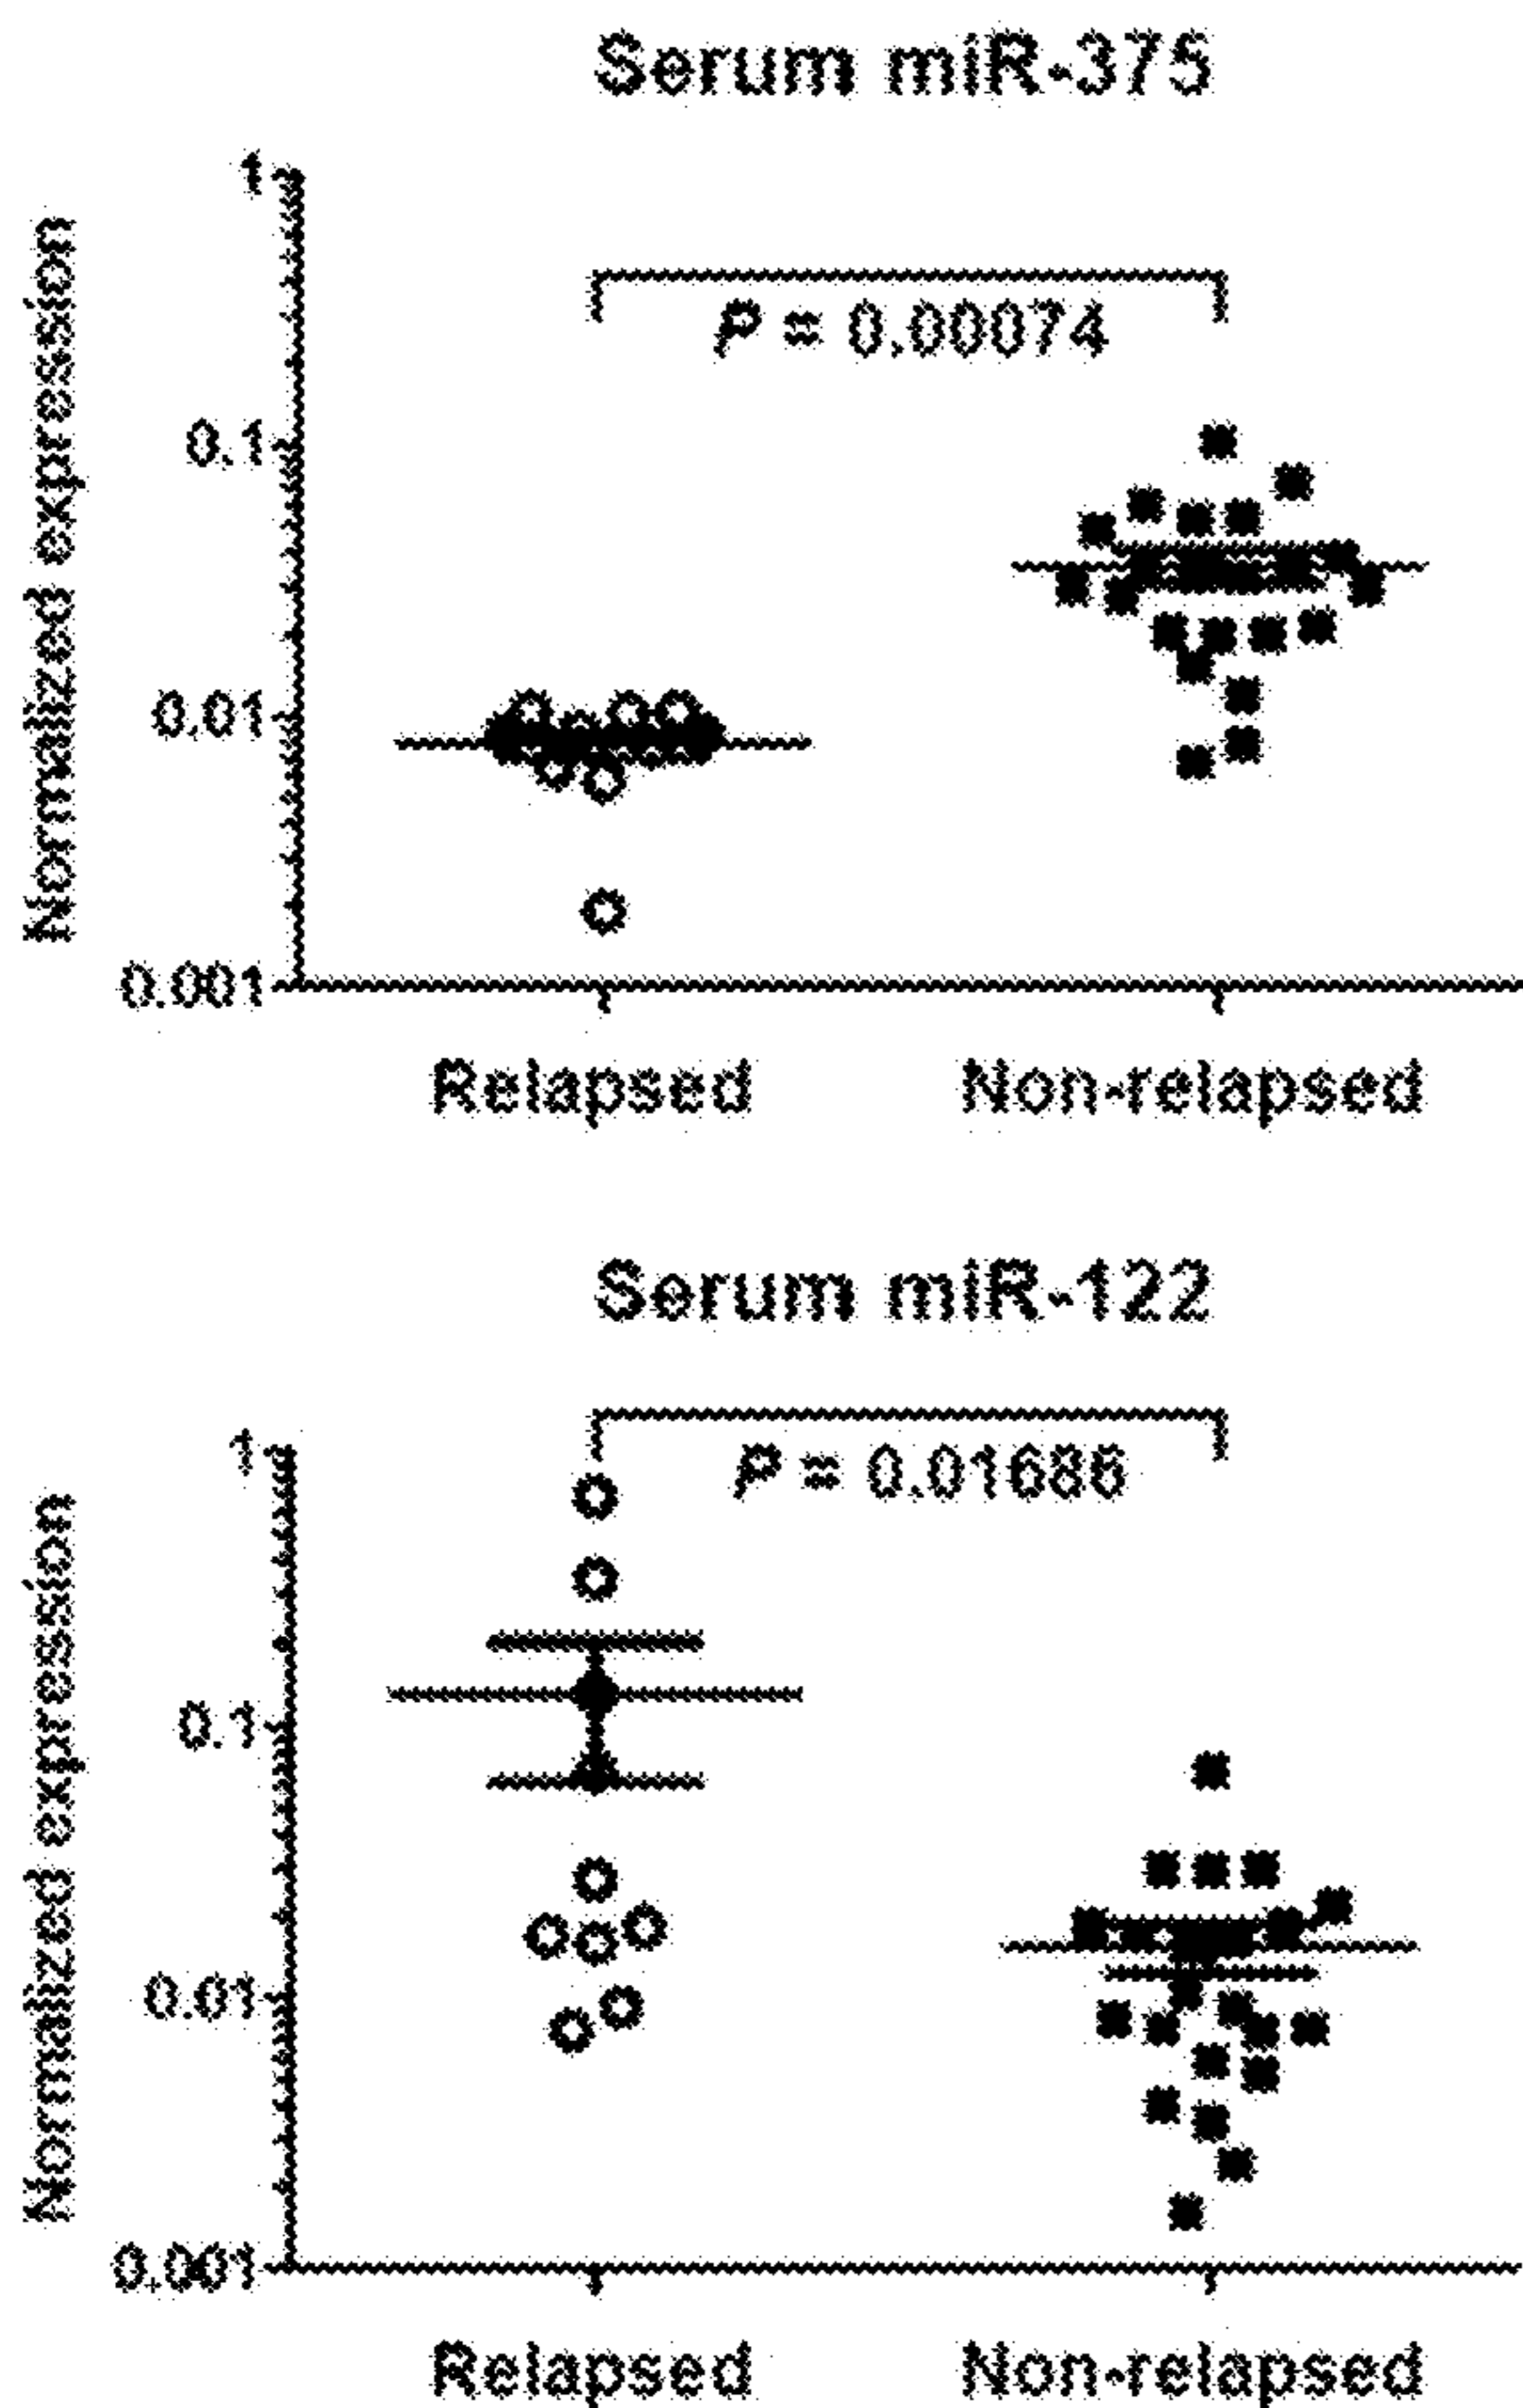 Serum miR-375
Normalized expression
1
P = 0.00074
0.1
0.01
0.001
Relapsed Non-relapsed
Serum miR-122
Normalized expression
1
P = 0.01686
0.1
0.01
0.001
Relapsed Non-relapsed